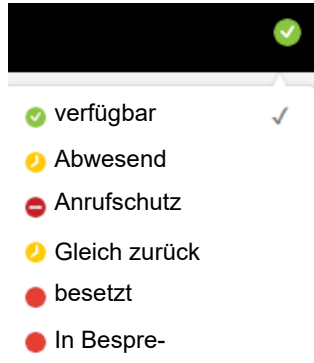 verfügbar
Abwesend
Anrufschutz
Gleich zurück
besetzt
In Bespre-